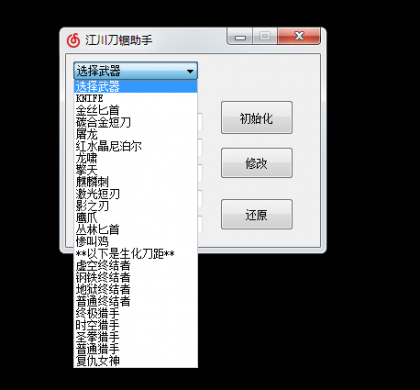 江川刀锯助手
选择武器
选择武器
KNIFE
金丝匕首
碳合金短刀
屠龙
红水晶尼泊尔
龙啸
擎天
麒麟刺
激光短刃
影之刃
鹰爪
丛林匕首
惨叫鸡
**以下是生化刀距**
虚空终结者
钢铁终结者
地狱终结者
普通终结者
终极猎手
时空猎手
圣拳猎手
普通猎手
复仇女神
初始化
修改
还原